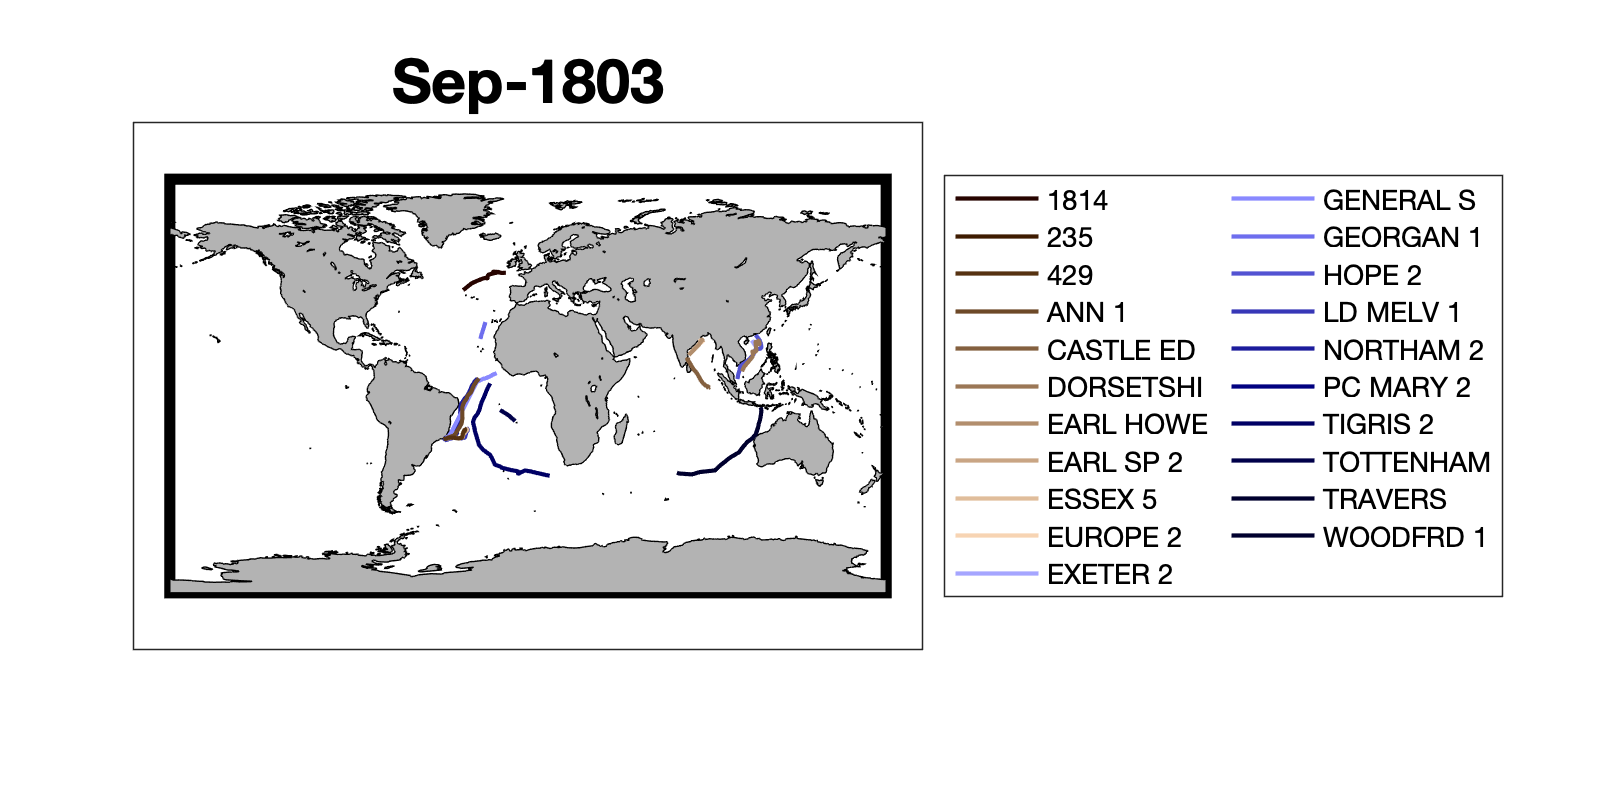 Sep-1803
1814
235
429
ANN 1
CASTLE ED
DORSETSHI
EARL HOWE
EARL SP 2
ESSEX 5
EUROPE 2
EXETER 2
GENERAL S
GEORGAN 1
HOPE 2
LD MELV 1
NORTHAM 2
PC MARY 2
TIGRIS 2
TOTTENHAM
TRAVERS
WOODFRD 1